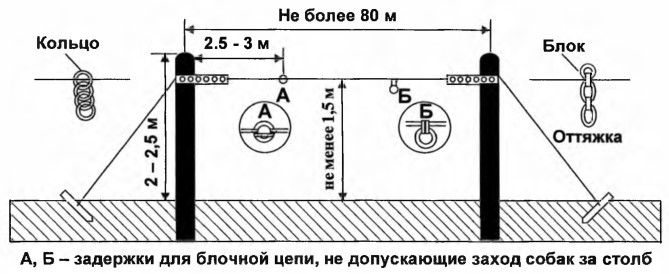 Не более 80 м
Кольцо
2.5 - 3 м
Блок
А
Б
А
Б
2 – 2,5 м
не менее 1,5 м
Оттяжка
А, Б – задержки для блочной цепи, не допускающие заход собак за столб